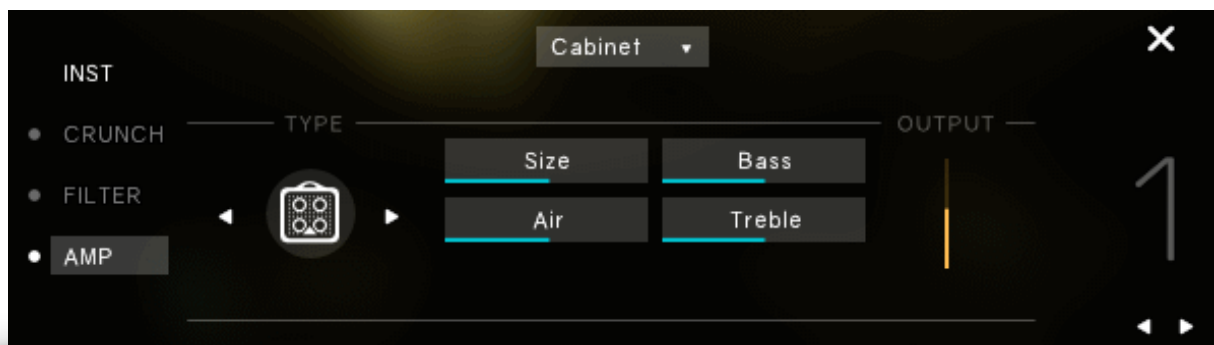 Cabinet
INST
TYPE
OUTPUT
CRUNCH
Size
Bass
FILTER
Air
Treble
AMP
1